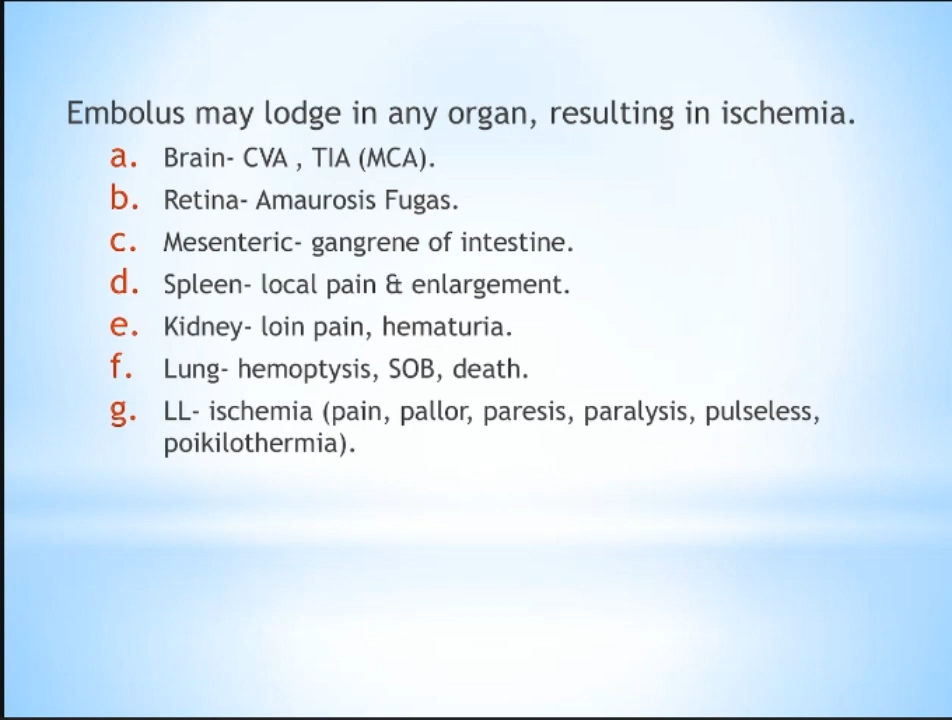 Embolus may lodge in any organ, resulting in ischemia.
a. Brain- CVA , TIA (MCA).
b. Retina- Amaurosis Fugas.
c. Mesenteric- gangrene of intestine.
d. Spleen- local pain & enlargement.
e. Kidney- loin pain, hematuria.
f. Lung- hemoptysis, SOB, death.
g. LL- ischemia (pain, pallor, paresis, paralysis, pulseless,
poikilothermia).